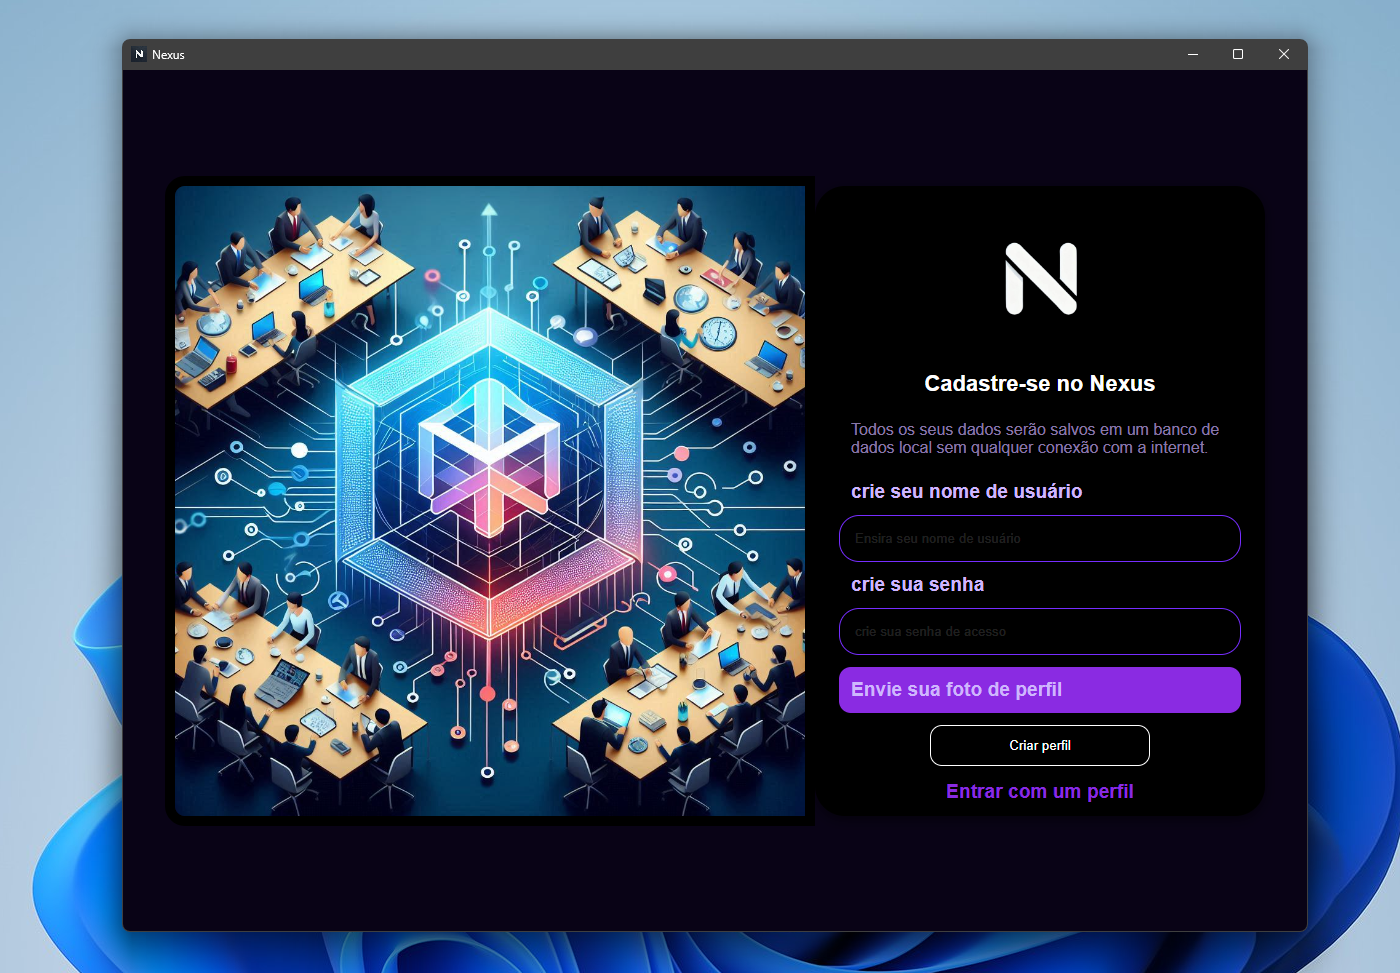 Nexus
N
Cadastre-se no Nexus
Todos os seus dados serão salvos em um banco de
dados local sem qualquer conexão com a internet.
crie seu nome de usuário
Ensira seu nome de usuário
crie sua senha
crie sua senha de acesso
Envie sua foto de perfil
Criar perfil
Entrar com um perfil